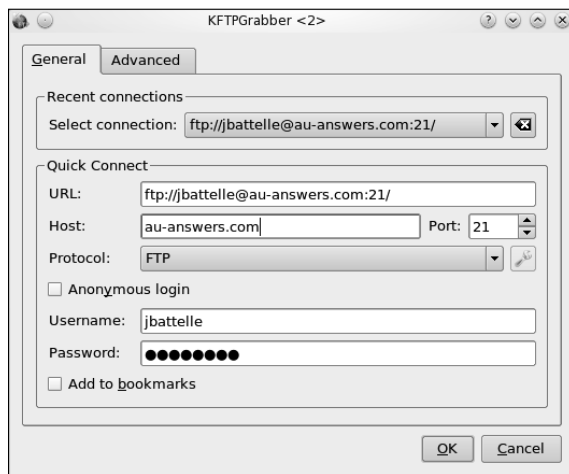 KFTPGrabber <2>
General Advanced
Recent connections
Select connection: ftp://jbattelle@au-answers.com:21/
Quick Connect
URL: ftp://jbattelle@au-answers.com:21/
Host: au-answers.com Port: 21
Protocol: FTP
Anonymous login
Username: jbattelle
Password: ●●●●●●●●
Add to bookmarks
OK Cancel